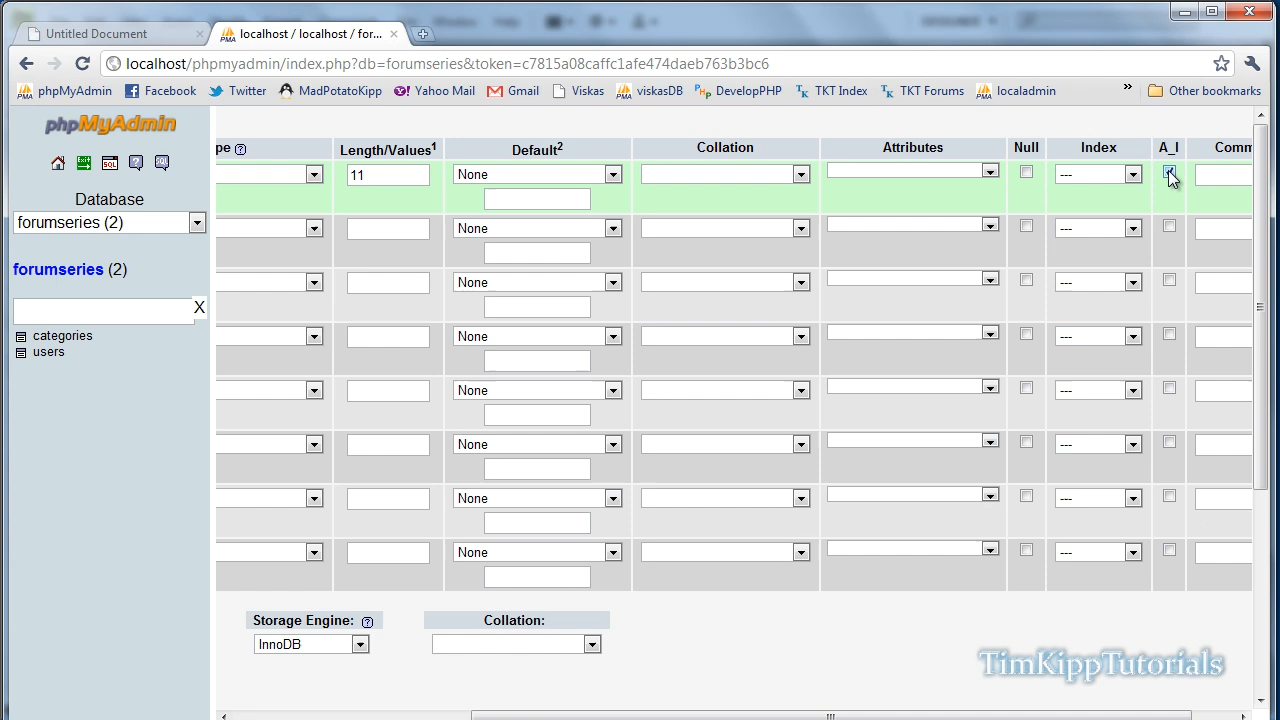 Untitled Document
localhost / localhost / for...
localhost/phpmyadmin/index.php?db=forumseries&token=c7815a08caffc1afe474daeb763b3bc6
phpMyAdmin Facebook Twitter MadPotatoKipp Yahoo Mail Gmail Viskas viskasDB DevelopPHP TKT Index TKT Forums localadmin » Other bookmarks
phpMyAdmin
Database
forumseries (2)
forumseries (2)
X
categories
users
pe Length/Values1 Default2 Collation Attributes Null Index A_I Comm
11 None ---
None ---
None ---
None ---
None ---
None ---
None ---
None ---
Storage Engine: Collation:
InnoDB
TimKippTutorials